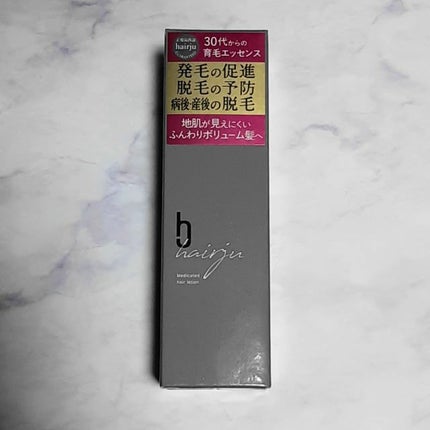 hairju
30代からの
育毛エッセンス
発毛の促進
脱毛の予防
病後・産後の脱毛
地肌が見えにくい
ふんわりボリューム髪へ
b
hairju
Medicated
hair lotion